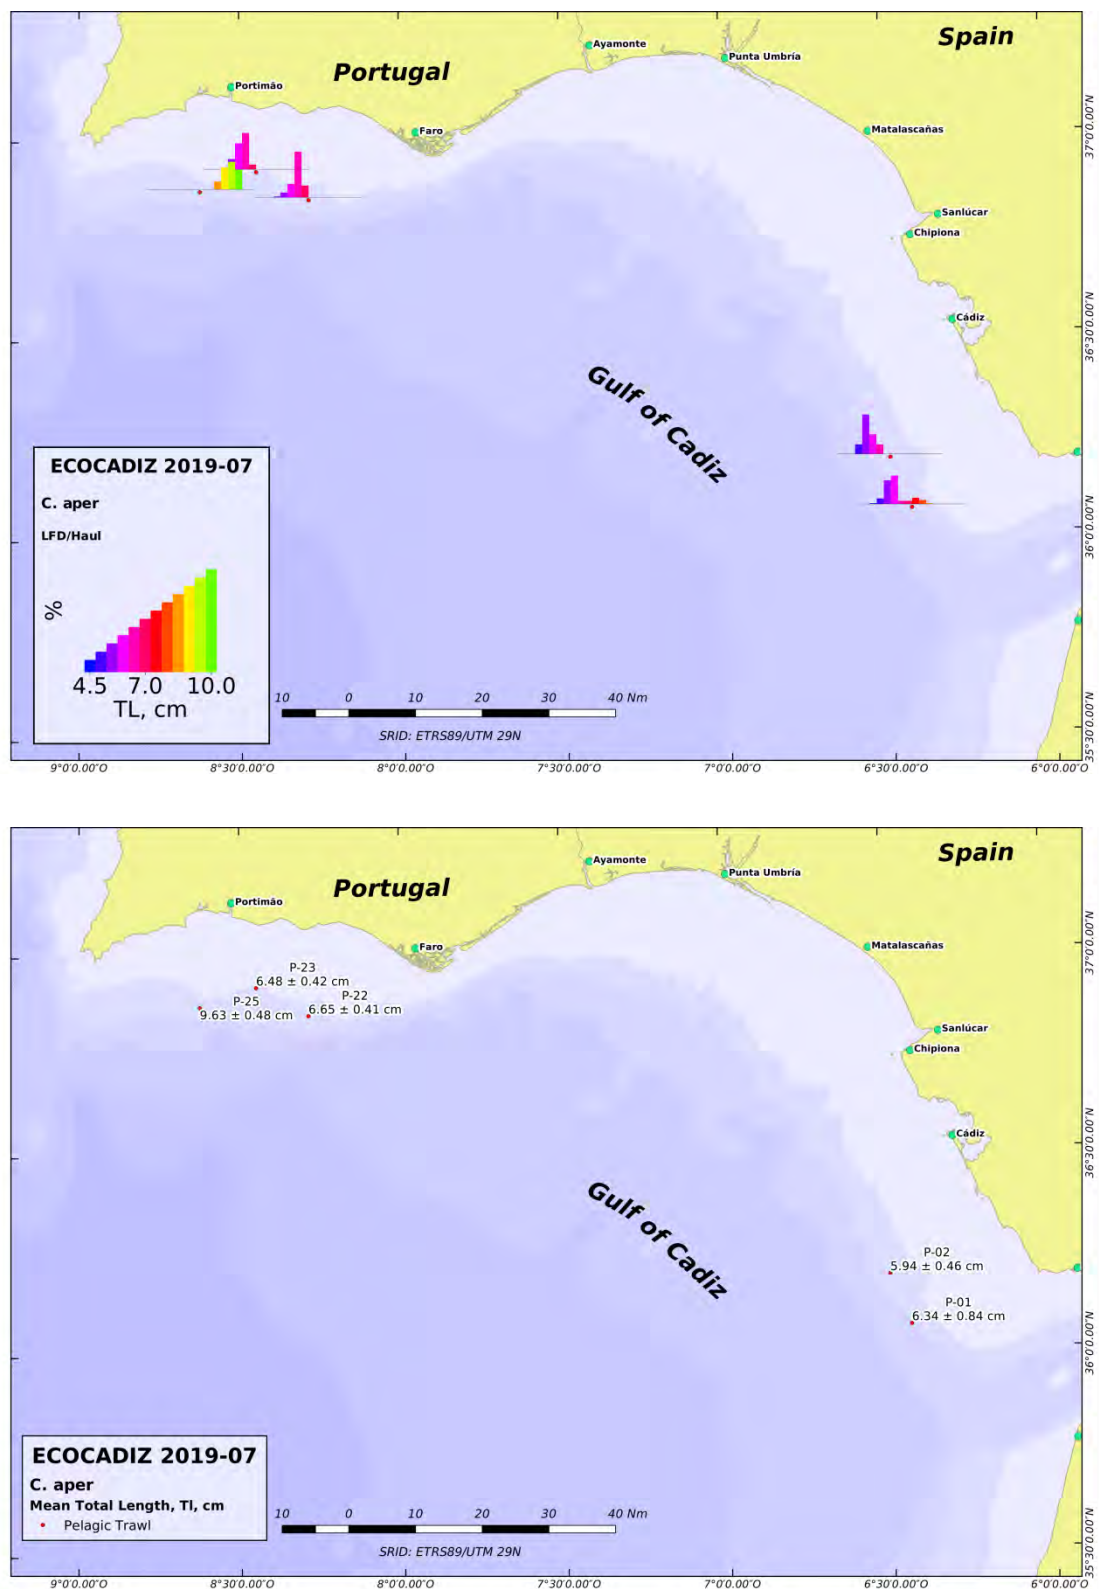 Spain
Portugal
Ayamonte
Punta Umbría
Portimão
Faro
Matalascañas
Sanlúcar
Chipiona
Cádiz
Gulf of Cadiz
37°0'0.00"N
36°30'0.00"N
36°0'0.00"N
35°30'0.00"N
ECOCADIZ 2019-07
C. aper
LFD/Haul
%
4.5 7.0 10.0
TL, cm
10 0 10 20 30 40 Nm
SRID: ETRS89/UTM 29N
9°0'0.00"O 8°30'0.00"O 8°0'0.00"O 7°30'0.00"O 7°0'0.00"O 6°30'0.00"O 6°0'0.00"O
Spain
Portugal
Ayamonte
Punta Umbría
Portimão
Faro
Matalascañas
P-23
6.48 ± 0.42 cm
P-25
9.63 ± 0.48 cm
P-22
6.65 ± 0.41 cm
Sanlúcar
Chipiona
Cádiz
Gulf of Cadiz
P-02
5.94 ± 0.46 cm
P-01
6.34 ± 0.84 cm
37°0'0.00"N
36°30'0.00"N
36°0'0.00"N
35°30'0.00"N
ECOCADIZ 2019-07
C. aper
Mean Total Length, Tl, cm
Pelagic Trawl
10 0 10 20 30 40 Nm
SRID: ETRS89/UTM 29N
9°0'0.00"O 8°30'0.00"O 8°0'0.00"O 7°30'0.00"O 7°0'0.00"O 6°30'0.00"O 6°0'0.00"O